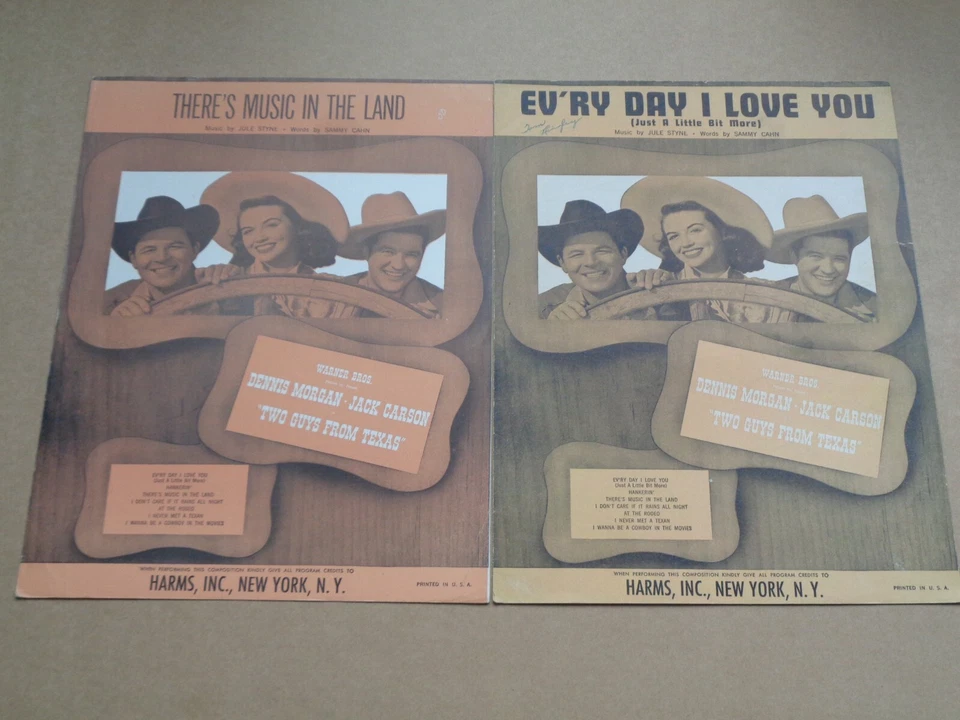 THERE'S MUSIC IN THE LAND
Music by JULE STYNE • Words by SAMMY CAHN
WARNER BROS.
DENNIS MORGAN - JACK CARSON
"TWO GUYS FROM TEXAS"
EV'RY DAY I LOVE YOU
(Just A Little Bit More)
HANKERIN'
THERE'S MUSIC IN THE LAND
I DON'T CARE IF IT RAINS ALL NIGHT
AT THE RODEO
I NEVER MET A TEXAN
I WANNA BE A COWBOY IN THE MOVIES
WHEN PERFORMING THIS COMPOSITION KINDLY GIVE ALL PROGRAM CREDITS TO
HARMS, INC., NEW YORK, N. Y.
PRINTED IN U. S. A.
EV'RY DAY I LOVE YOU
(Just A Little Bit More)
Music by JULE STYNE • Words by SAMMY CAHN
WARNER BROS.
DENNIS MORGAN - JACK CARSON
"TWO GUYS FROM TEXAS"
EV'RY DAY I LOVE YOU
(Just A Little Bit More)
HANKERIN'
THERE'S MUSIC IN THE LAND
I DON'T CARE IF IT RAINS ALL NIGHT
AT THE RODEO
I NEVER MET A TEXAN
I WANNA BE A COWBOY IN THE MOVIES
WHEN PERFORMING THIS COMPOSITION KINDLY GIVE ALL PROGRAM CREDITS TO
HARMS, INC., NEW YORK, N. Y.
PRINTED IN U. S. A.